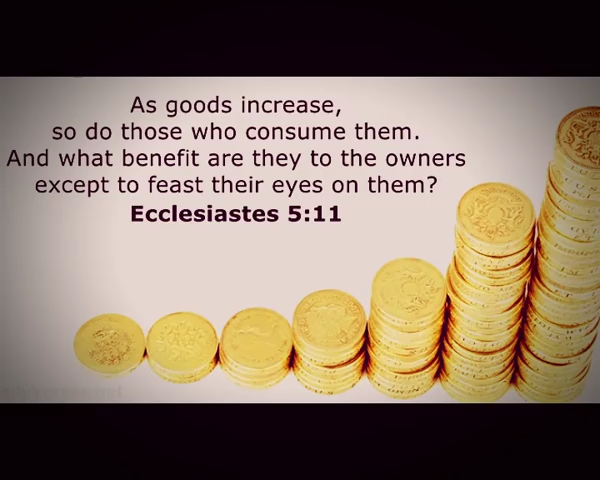 As goods increase,
so do those who consume them.
And what benefit are they to the owners
except to feast their eyes on them?
Ecclesiastes 5:11